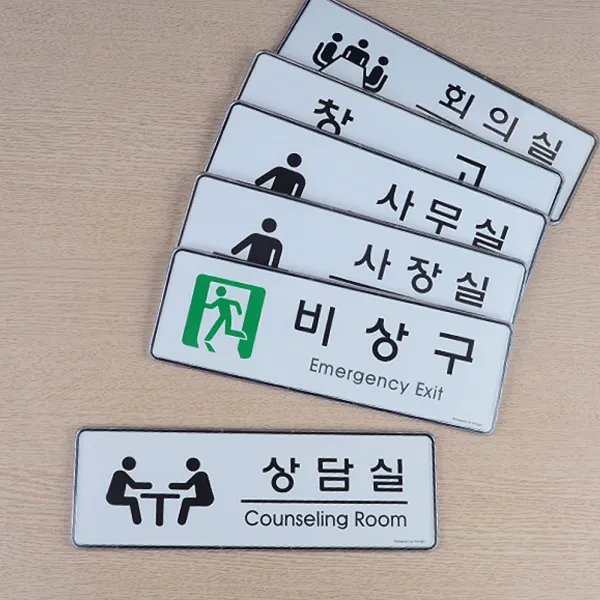 회의실
창고
사무실
사장실
비상구
Emergency Exit
상담실
Counseling Room